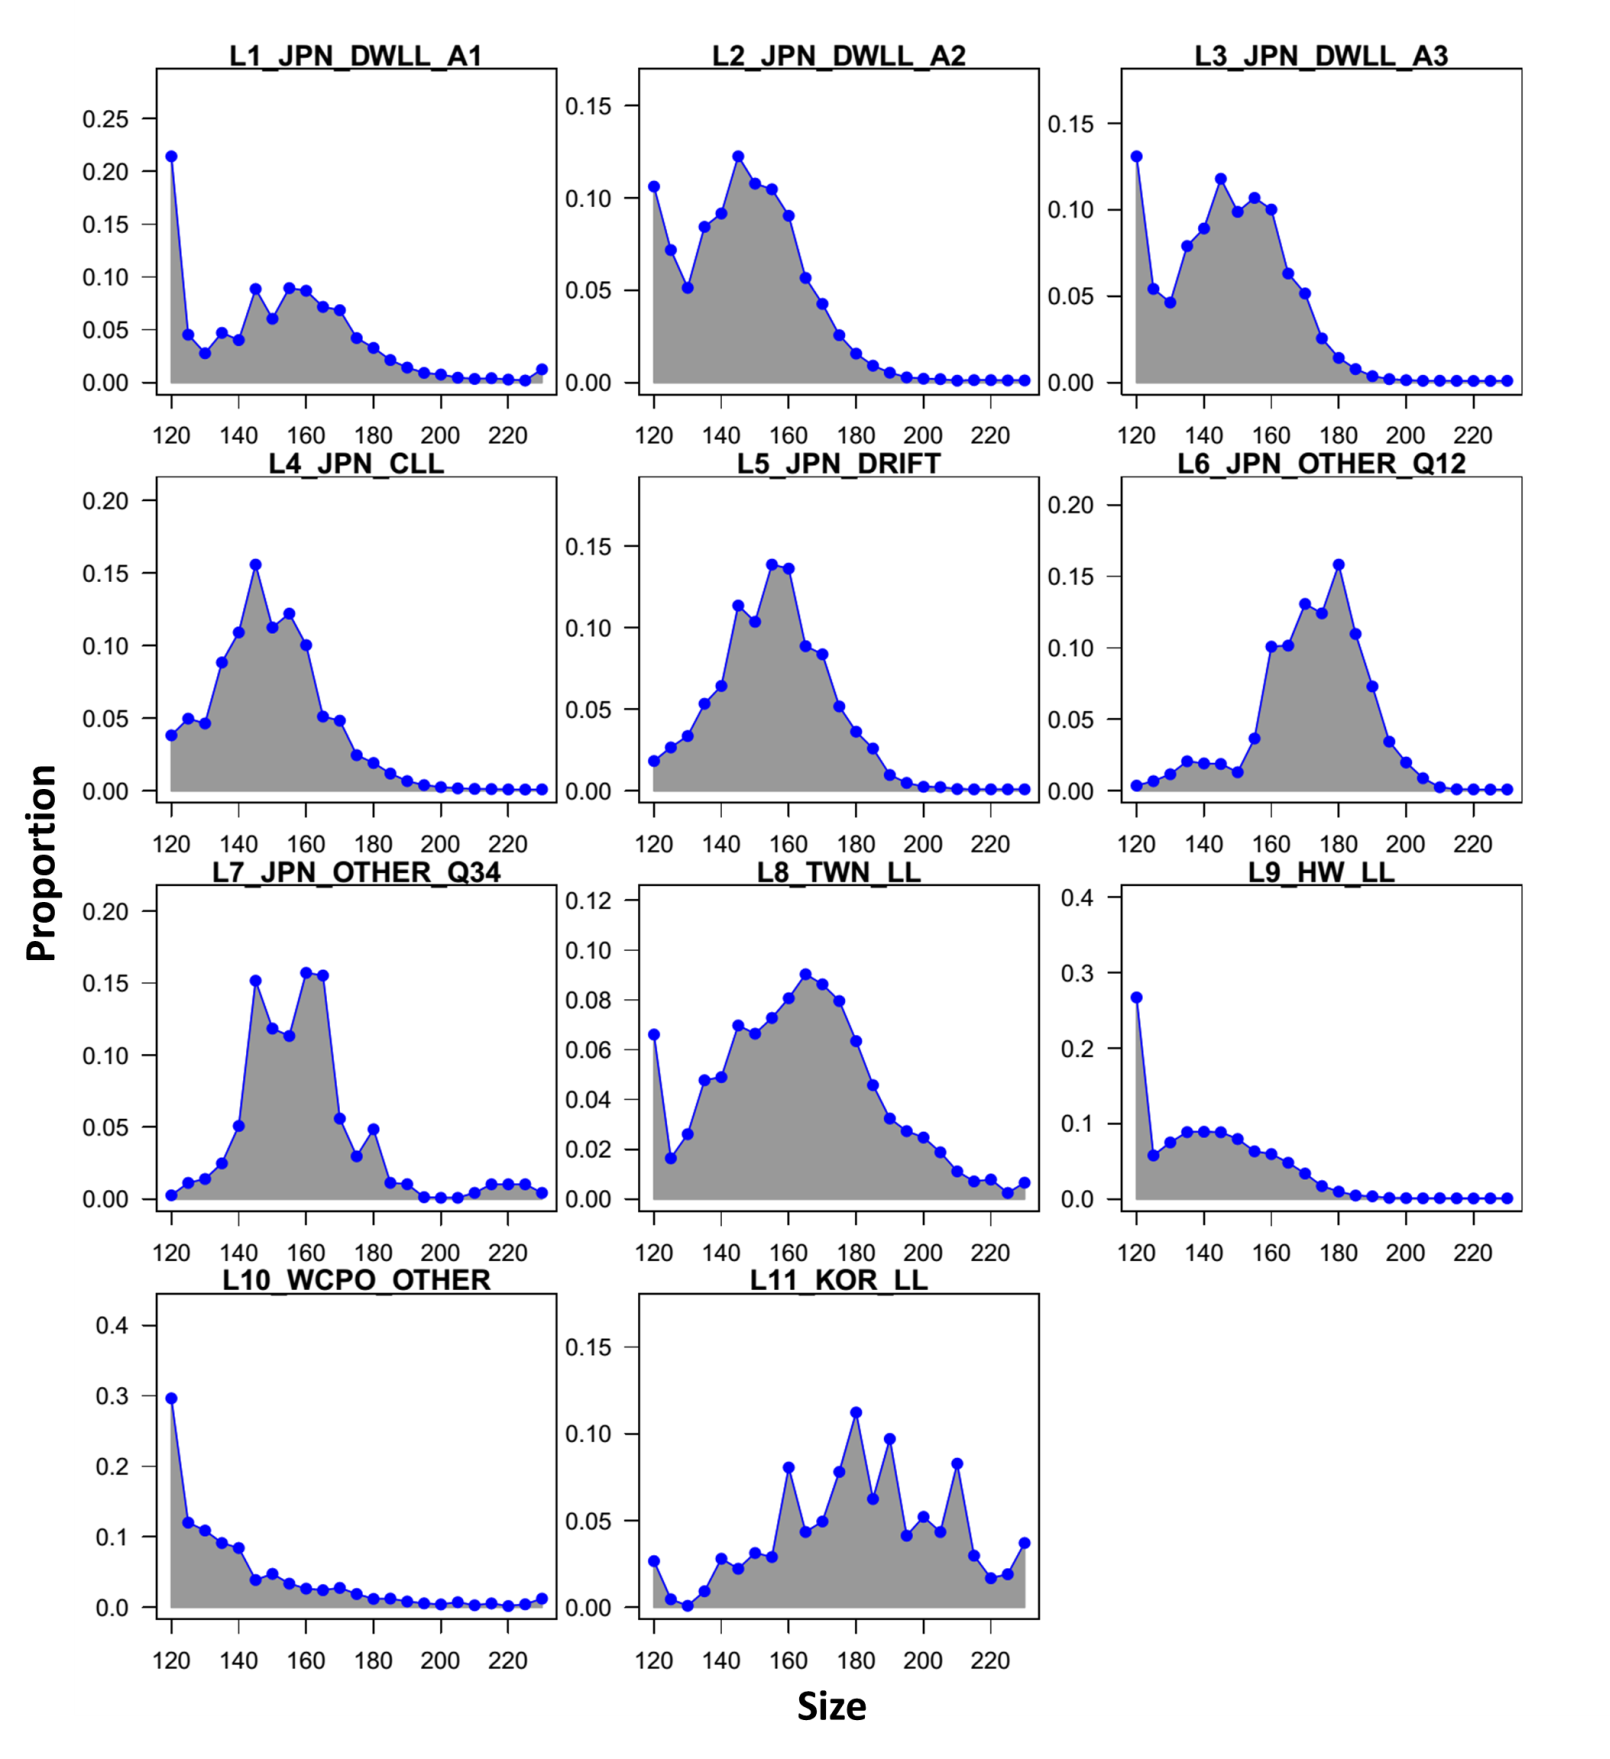 L1_JPN_DWLL_A1
L2_JPN_DWLL_A2
L3_JPN_DWLL_A3
0.25
0.20
0.15
0.10
0.05
0.00
0.15
0.10
0.05
0.00
0.15
0.10
0.05
0.00
120 140 160 180 200 220
120 140 160 180 200 220
120 140 160 180 200 220
L4_JPN_CLL
L5_JPN_DRIFT
L6_JPN_OTHER_Q12
0.20
0.15
0.10
0.05
0.00
0.15
0.10
0.05
0.00
0.20
0.15
0.10
0.05
0.00
120 140 160 180 200 220
120 140 160 180 200 220
120 140 160 180 200 220
Proportion
L7_JPN_OTHER_Q34
L8_TWN_LL
L9_HW_LL
0.20
0.15
0.10
0.05
0.00
0.12
0.10
0.08
0.06
0.04
0.02
0.00
0.4
0.3
0.2
0.1
0.0
120 140 160 180 200 220
120 140 160 180 200 220
120 140 160 180 200 220
L10_WCPO_OTHER
L11_KOR_LL
0.4
0.3
0.2
0.1
0.0
0.15
0.10
0.05
0.00
120 140 160 180 200 220
120 140 160 180 200 220
Size